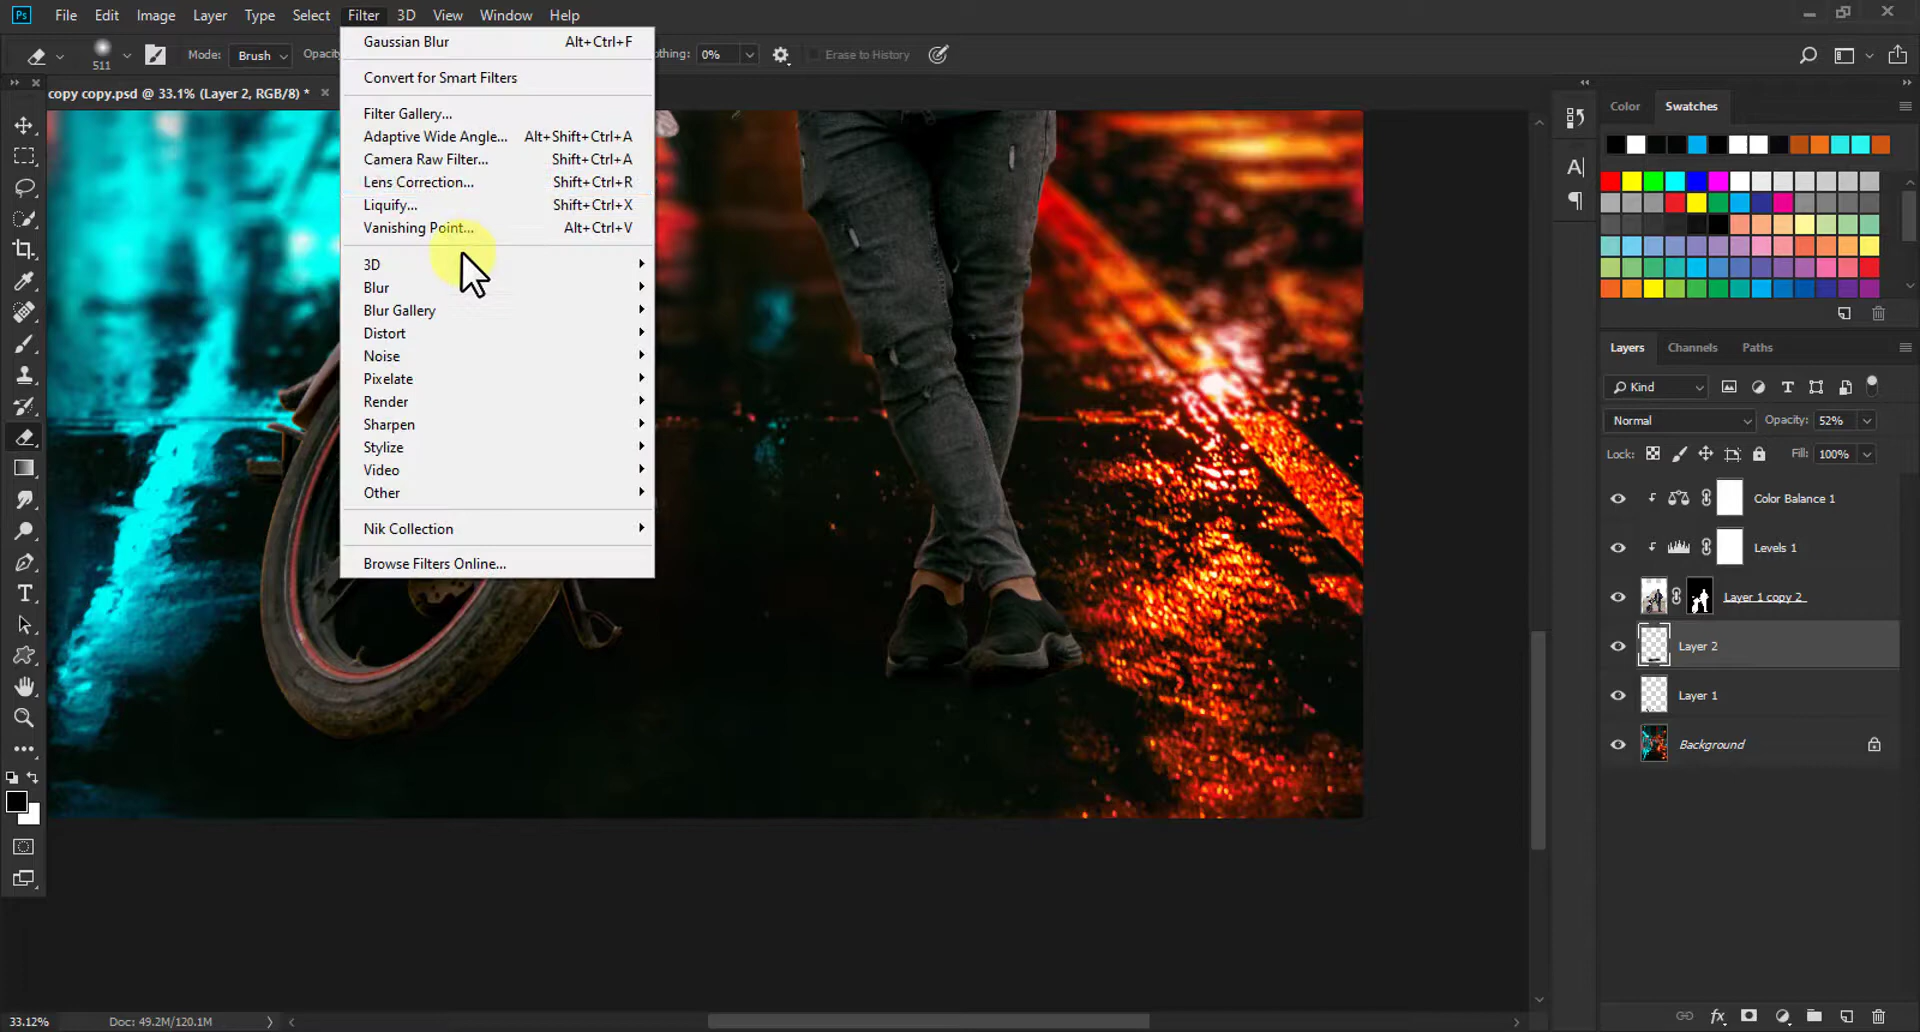 Ps File Edit Image Layer Type Select Filter 3D View Window Help
511 Mode: Brush Opacity thing: 0% Erase to History
copy copy.psd @ 33.1% (Layer 2, RGB/8) *
Gaussian Blur Alt+Ctrl+F
Convert for Smart Filters
Filter Gallery...
Adaptive Wide Angle... Alt+Shift+Ctrl+A
Camera Raw Filter... Shift+Ctrl+A
Lens Correction... Shift+Ctrl+R
Liquify... Shift+Ctrl+X
Vanishing Point... Alt+Ctrl+V
3D
Blur
Blur Gallery
Distort
Noise
Pixelate
Render
Sharpen
Stylize
Video
Other
Nik Collection
Browse Filters Online...
Color Swatches
Layers Channels Paths
Kind
Normal Opacity: 52%
Lock: Fill: 100%
Color Balance 1
Levels 1
Layer 1 copy 2
Layer 2
Layer 1
Background
33.12% Doc: 49.2M/120.1M